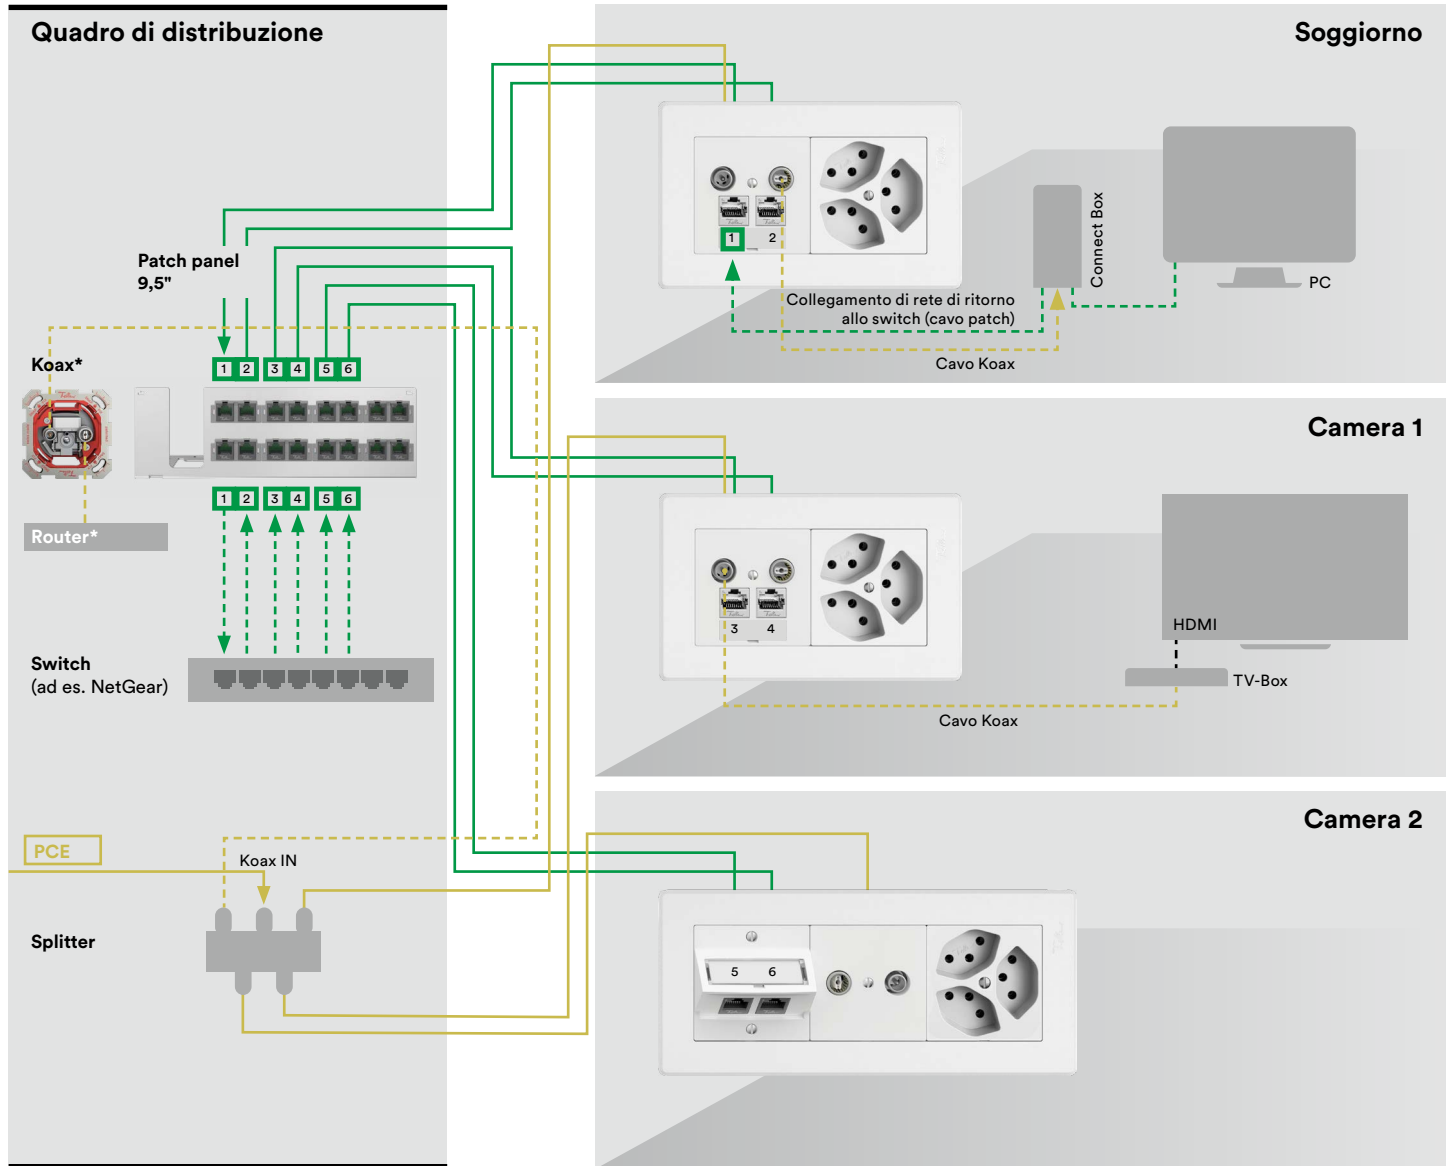 Quadro di distribuzione
Patch panel
9,5"
Koax*
1 2 3 4 5 6
1 2 3 4 5 6
Router*
Switch
(ad es. NetGear)
PCE
Koax IN
Splitter
Soggiorno
1 2
Connect Box
PC
Collegamento di rete di ritorno
allo switch (cavo patch)
Cavo Koax
Camera 1
3 4
HDMI
TV-Box
Cavo Koax
Camera 2
5 6